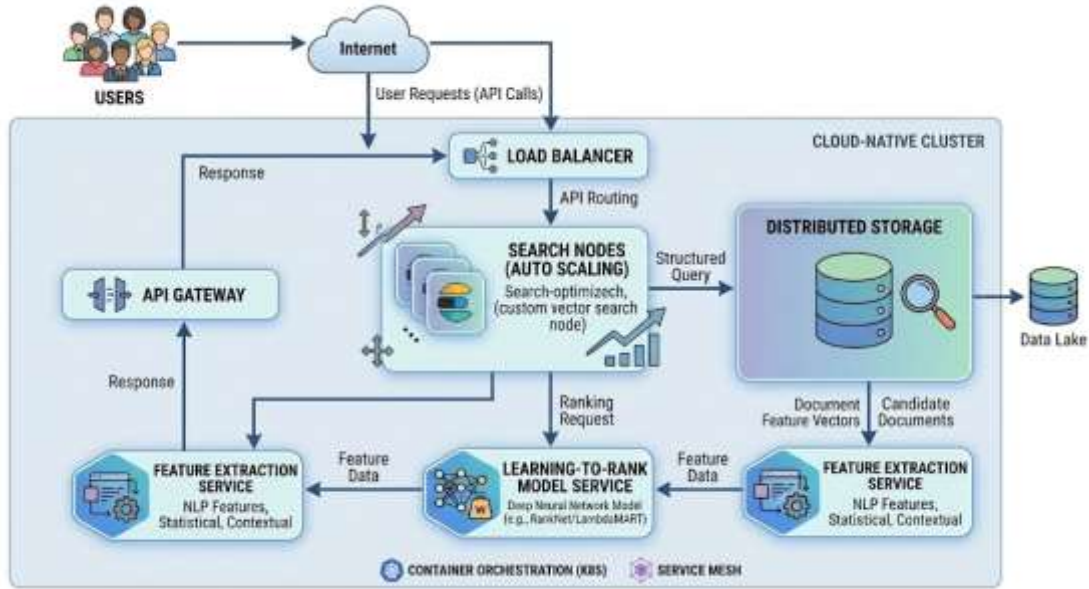 Internet
USERS
User Requests (API Calls)
CLOUD-NATIVE CLUSTER
LOAD BALANCER
Response
API Routing
DISTRIBUTED STORAGE
SEARCH NODES
(AUTO SCALING)
Search-optimizech,
(custom vector search
node)
...
Structured
Query
API GATEWAY
Data Lake
Response
Ranking
Request
Document
Feature Vectors
Candidate
Documents
FEATURE EXTRACTION
SERVICE
NLP Features,
Statistical, Contextual
Feature
Data
LEARNING-TO-RANK
MODEL SERVICE
Deep Neural Network Model
(e.g., RankNet/LambdaMART)
W
Feature
Data
FEATURE EXTRACTION
SERVICE
NLP Features,
Statistical, Contextual
CONTAINER ORCHESTRATION (K8S)
SERVICE MESH